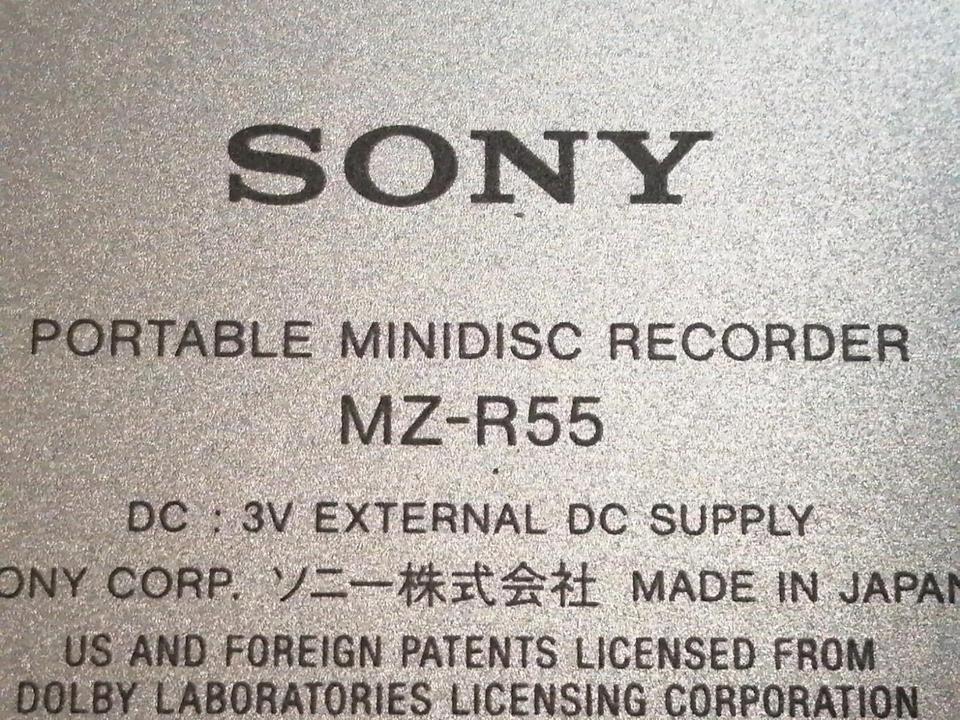 SONY
PORTABLE MINIDISC RECORDER
MZ-R55
DC : 3V EXTERNAL DC SUPPLY
ONY CORP. ソニー株式会社 MADE IN JAPAN
US AND FOREIGN PATENTS LICENSED FROM
DOLBY LABORATORIES LICENSING CORPORATION